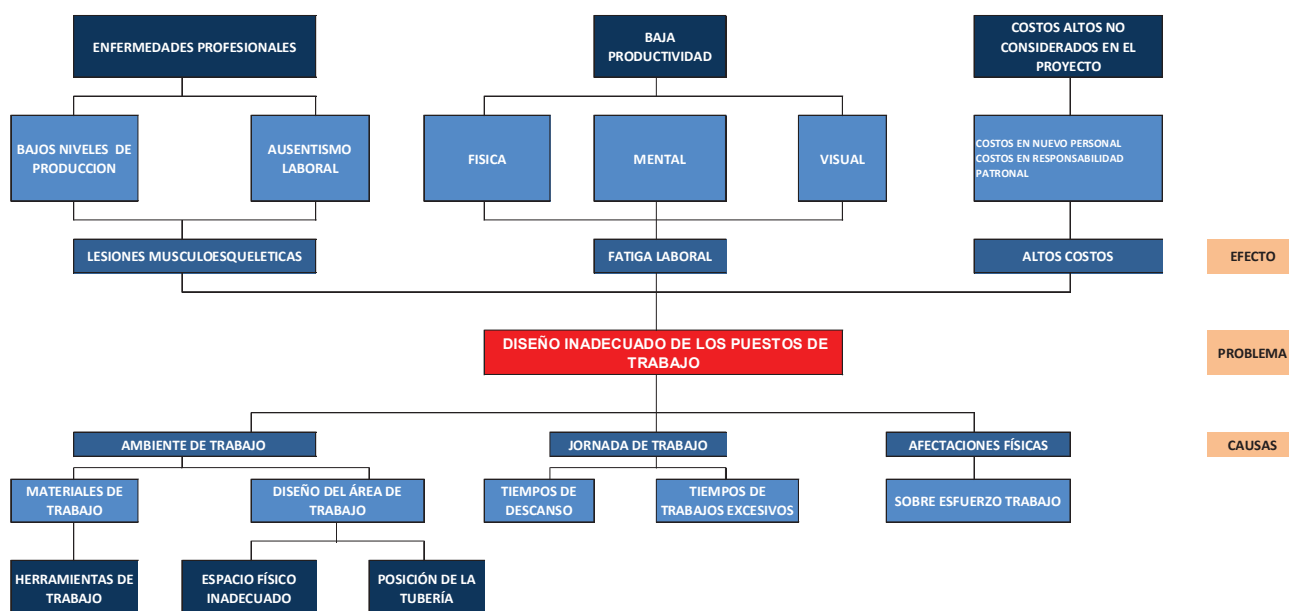 ENFERMEDADES PROFESIONALES
BAJA
PRODUCTIVIDAD
COSTOS ALTOS NO
CONSIDERADOS EN EL
PROYECTO
BAJOS NIVELES DE
PRODUCCION
AUSENTISMO
LABORAL
FISICA
MENTAL
VISUAL
COSTOS EN NUEVO PERSONAL
COSTOS EN RESPONSABILIDAD
PATRONAL
LESIONES MUSCULOESQUELETICAS
FATIGA LABORAL
ALTOS COSTOS
EFECTO
DISEÑO INADECUADO DE LOS PUESTOS DE
TRABAJO
PROBLEMA
AMBIENTE DE TRABAJO
JORNADA DE TRABAJO
AFECTACIONES FÍSICAS
CAUSAS
MATERIALES DE
TRABAJO
DISEÑO DEL ÁREA DE
TRABAJO
TIEMPOS DE
DESCANSO
TIEMPOS DE
TRABAJOS EXCESIVOS
SOBRE ESFUERZO TRABAJO
HERRAMIENTAS DE
TRABAJO
ESPACIO FÍSICO
INADECUADO
POSICIÓN DE LA
TUBERÍA